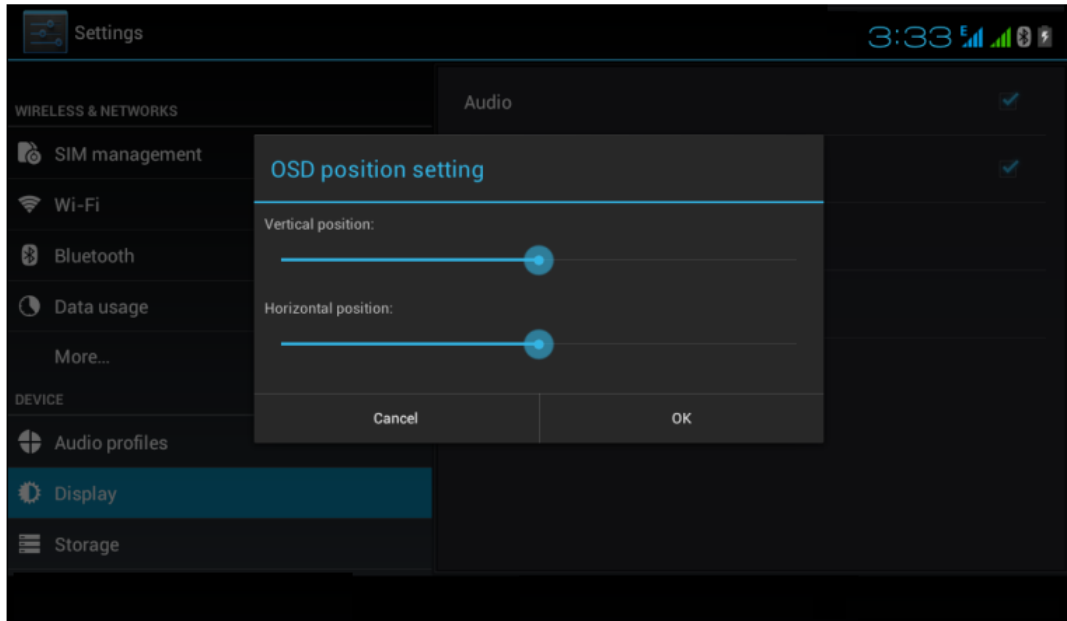 Settings
3:33 E
WIRELESS & NETWORKS
SIM management
Wi-Fi
Bluetooth
Data usage
More...
DEVICE
Audio profiles
Display
Storage
Audio
OSD position setting
Vertical position:
Horizontal position:
Cancel
OK